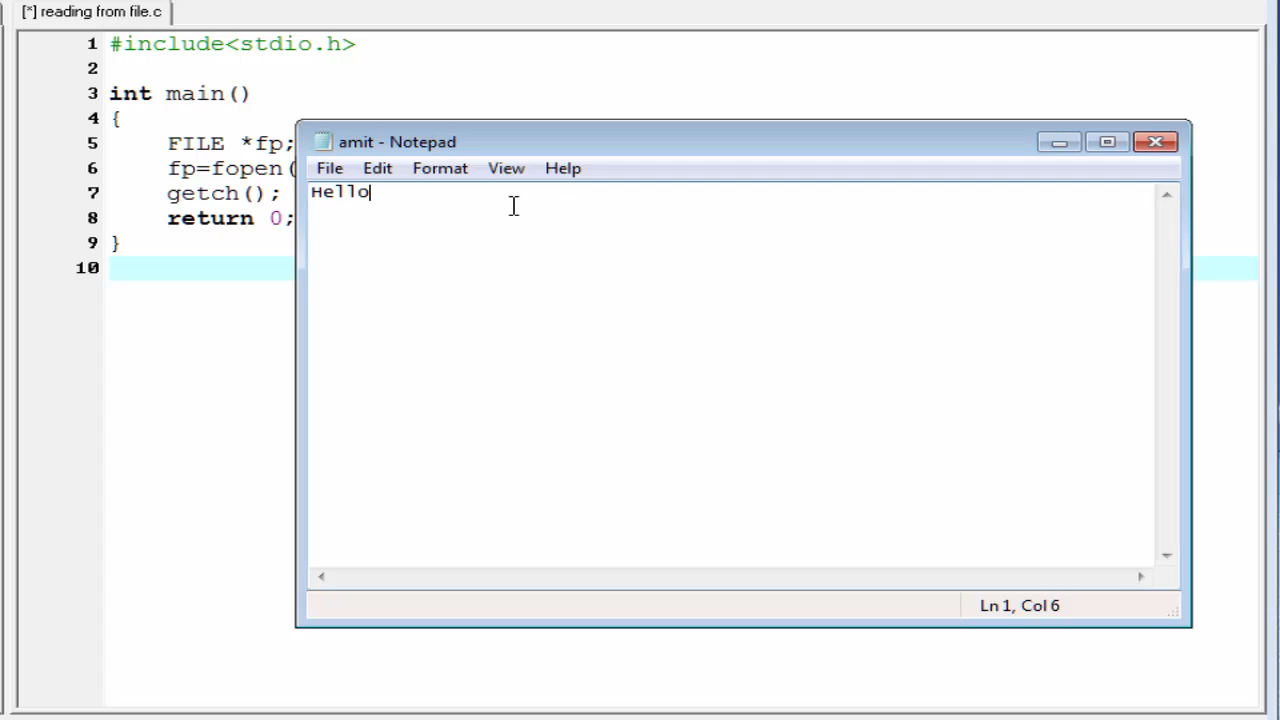 [*] reading from file.c
1 #include<stdio.h>
2
3 int main()
4 {
5 FILE *fp;
6 fp=fopen(
7 getch();
8 return 0;
9 }
10
amit - Notepad
File Edit Format View Help
Hello
Ln 1, Col 6